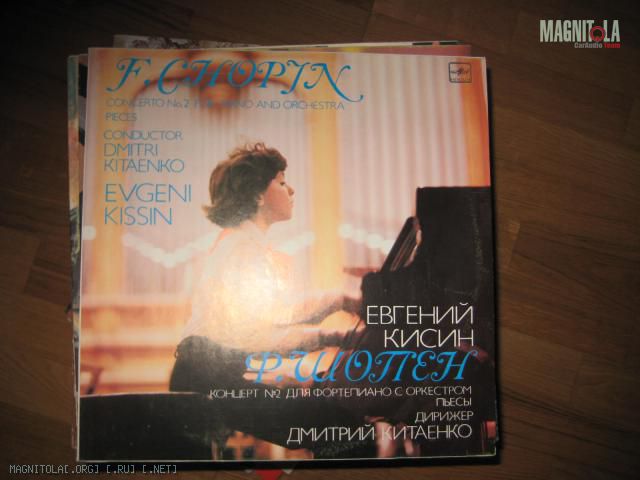 MAGNITOLA
CarAudio Team
F. CHOPIN
CONCERTO No.2 FOR PIANO AND ORCHESTRA
PIECES
CONDUCTOR
DMITRI
KITAENKO
EVGENI
KISSIN
ЕВГЕНИЙ
КИСИН
Ф. ШОПЕН
КОНЦЕРТ №2 ДЛЯ ФОРТЕПИАНО С ОРКЕСТРОМ
ПЬЕСЫ
ДИРИЖЕР
ДМИТРИЙ КИТАЕНКО
MAGNITOLA[.ORG] [.RU] [.NET]